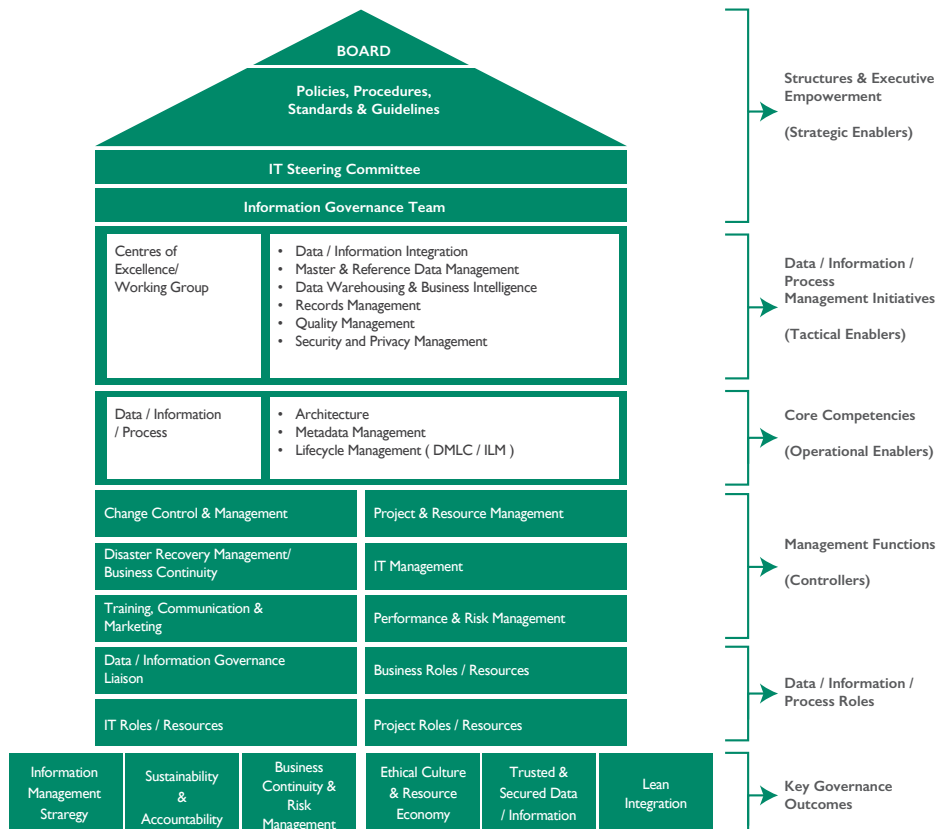 BOARD
Policies, Procedures,
Standards & Guidelines
IT Steering Committee
Information Governance Team
Structures & Executive
Empowerment
(Strategic Enablers)
Centres of
Excellence/
Working Group
• Data / Information Integration
• Master & Reference Data Management
• Data Warehousing & Business Intelligence
• Records Management
• Quality Management
• Security and Privacy Management
Data / Information /
Process
Management Initiatives
(Tactical Enablers)
Data / Information
/ Process
• Architecture
• Metadata Management
• Lifecycle Management ( DMLC / ILM )
Core Competencies
(Operational Enablers)
Change Control & Management
Project & Resource Management
Disaster Recovery Management/
Business Continuity
IT Management
Training, Communication &
Marketing
Performance & Risk Management
Management Functions
(Controllers)
Data / Information Governance
Liaison
Business Roles / Resources
IT Roles / Resources
Project Roles / Resources
Data / Information /
Process Roles
Information
Management
Straregy
Sustainability
&
Accountability
Business
Continuity &
Risk
Management
Ethical Culture
& Resource
Economy
Trusted &
Secured Data
/ Information
Lean
Integration
Key Governance
Outcomes